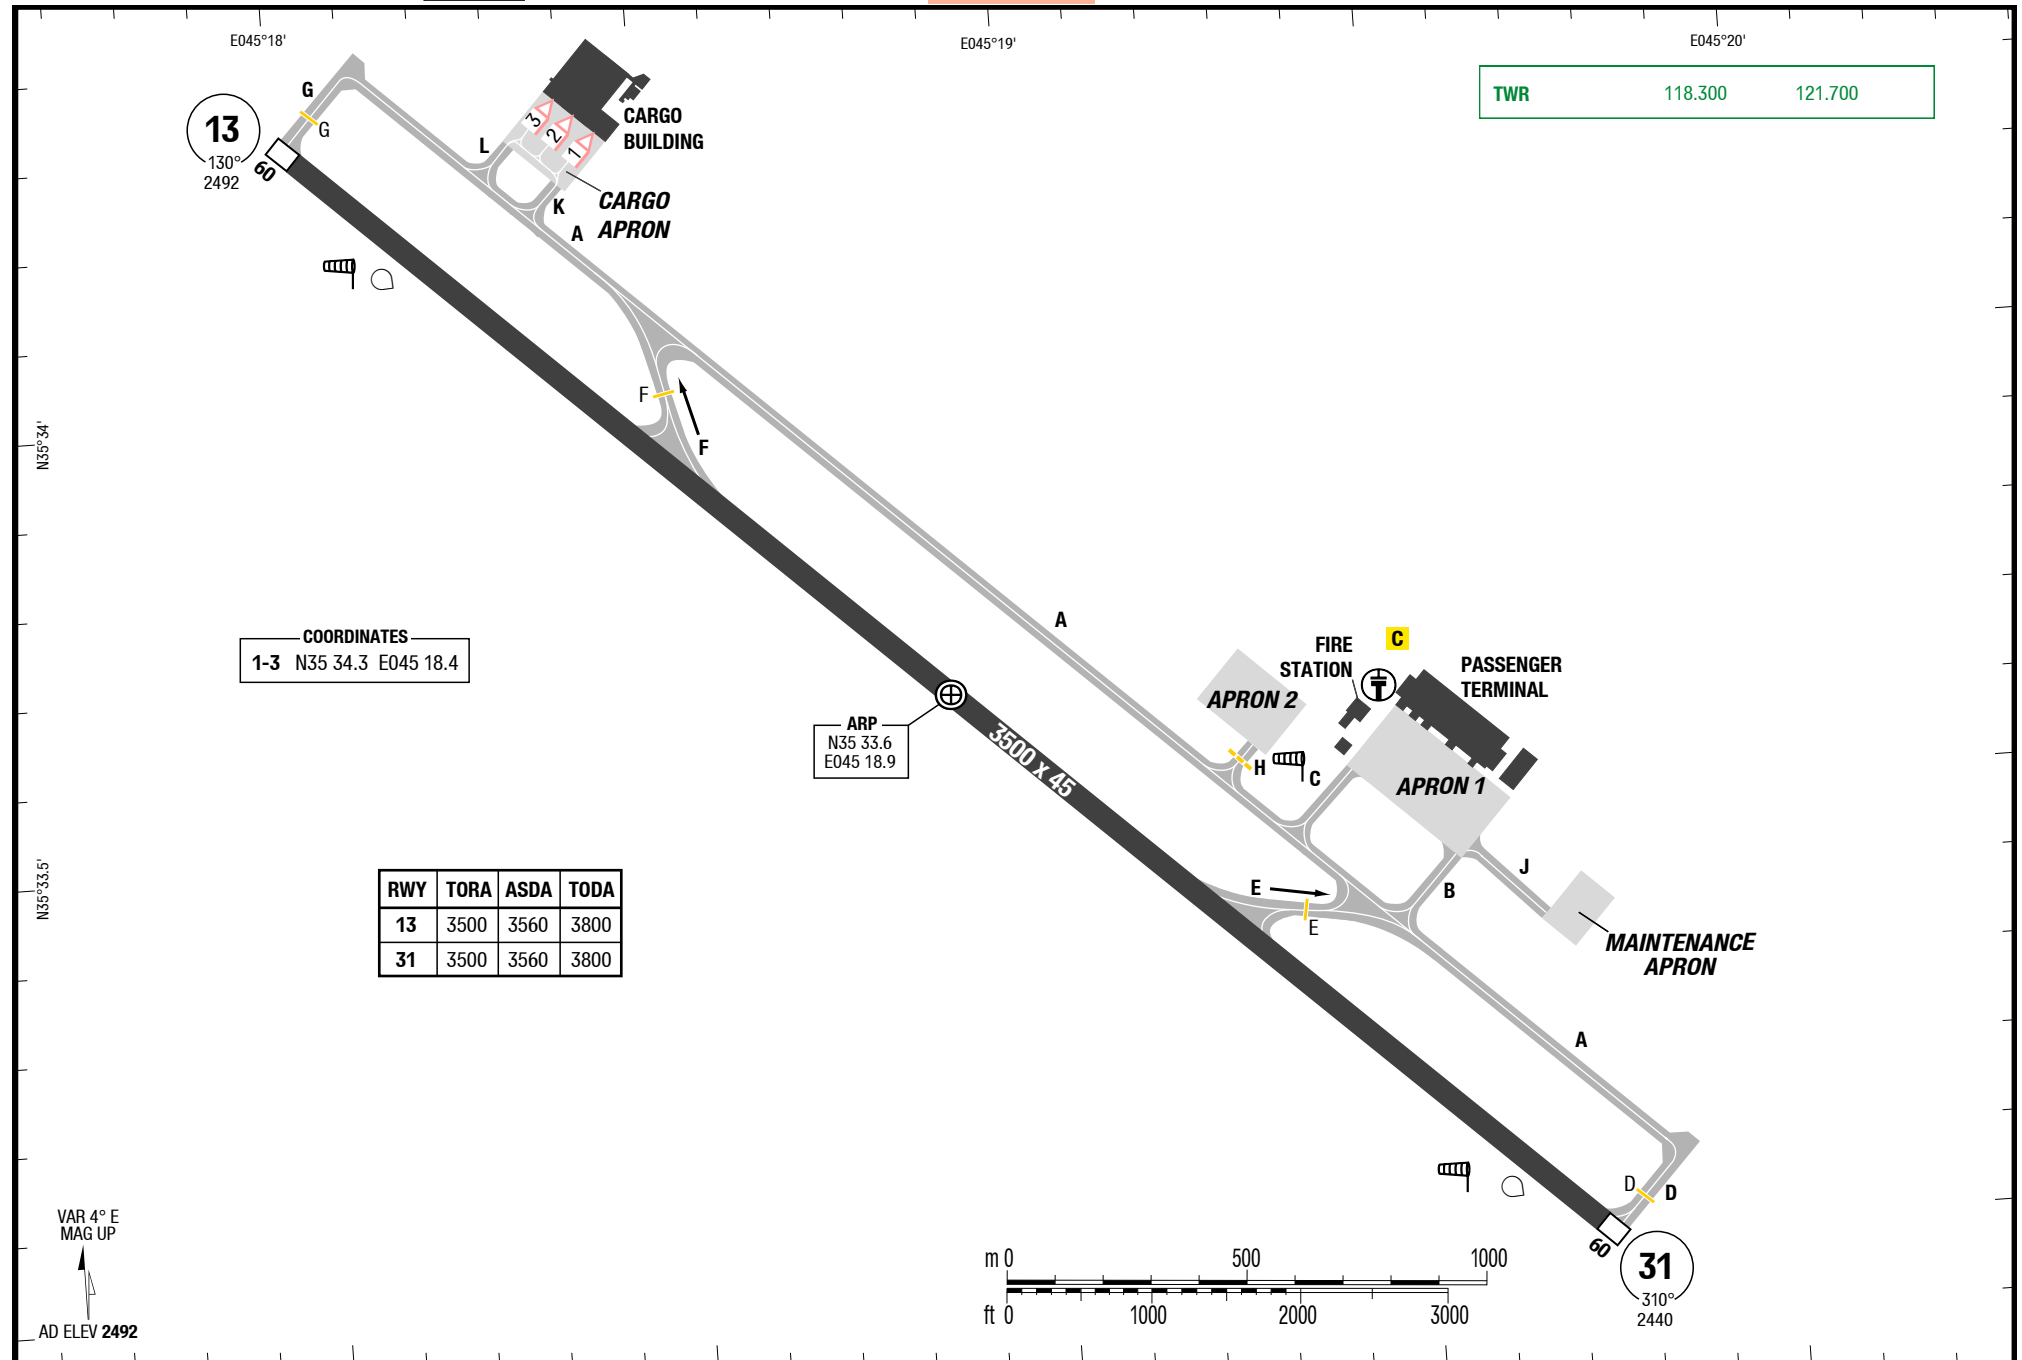 E045°18'
E045°19'
E045°20'
TWR 118.300 121.700
G
G
13
130°
2492
60
L
3
2
1
CARGO
BUILDING
K
CARGO
APRON
A
F
F
N35°34'
COORDINATES
1-3 N35 34.3 E045 18.4
A
FIRE
STATION
C
PASSENGER
TERMINAL
APRON 2
ARP
N35 33.6
E045 18.9
3500 x 45
H
C
APRON 1
J
B
E
E
MAINTENANCE
APRON
N35°33.5'
RWY TORA ASDA TODA
13 3500 3560 3800
31 3500 3560 3800
A
D
D
60
31
310°
2440
VAR 4° E
MAG UP
AD ELEV 2492
m 0 500 1000
ft 0 1000 2000 3000